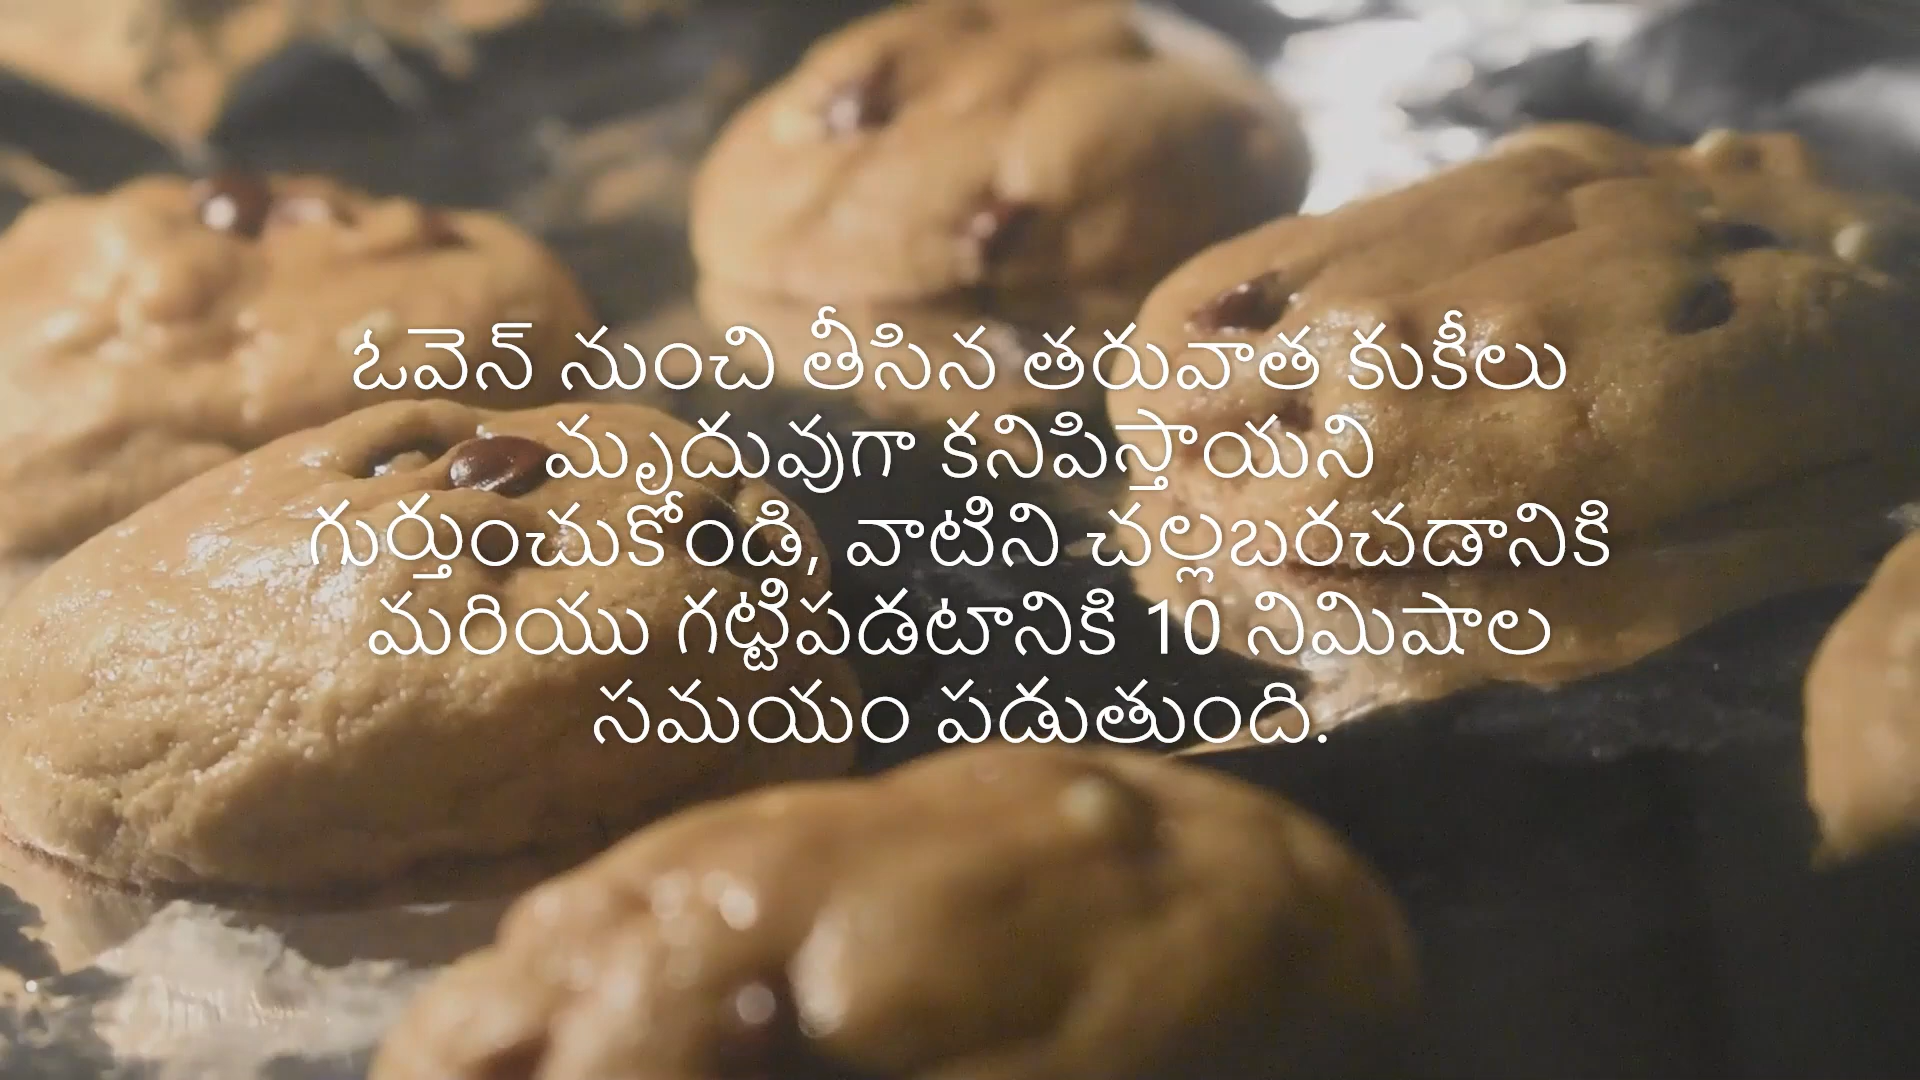 ఓవెన్ నుంచి తీసిన తరువాత కుకీలు
మృదువుగా కనిపిస్తాయని
గుర్తుంచుకోండి, వాటిని చల్లబరచడానికి
మరియు గట్టిపడటానికి 10 నిమిషాల
సమయం పడుతుంది.